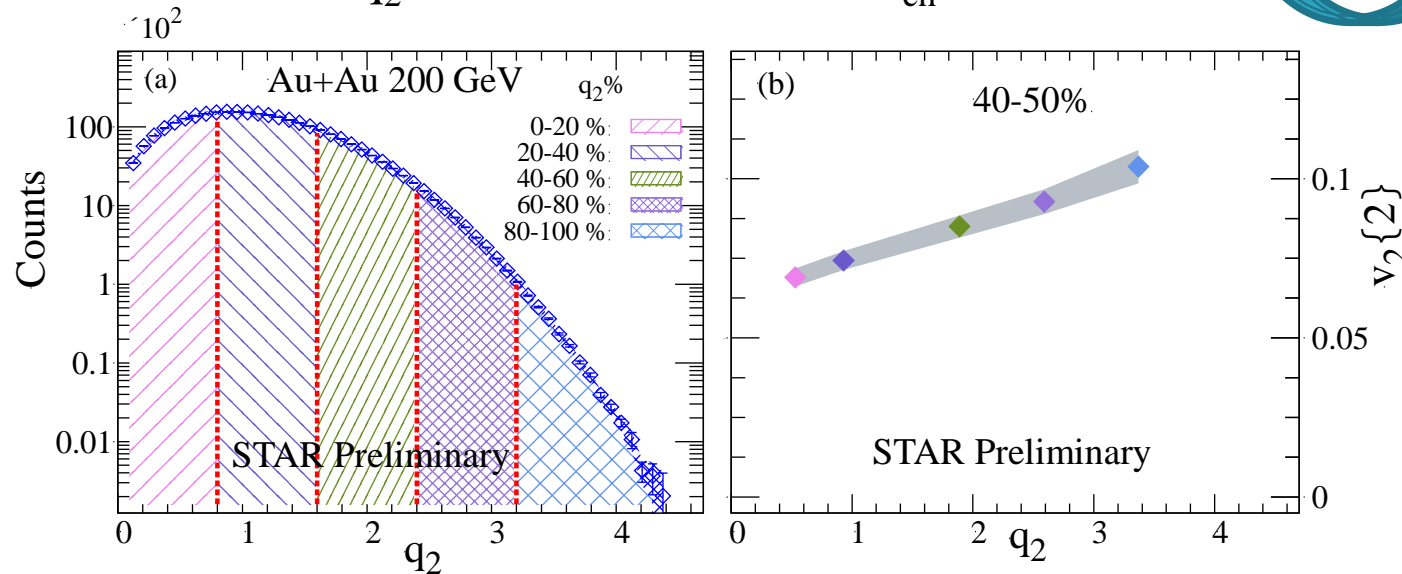 q2
ch
´10²
(a) Au+Au 200 GeV
q₂%
0-20 %
20-40 %
40-60 %
60-80 %
80-100 %
100
10
1
0.1
0.01
Counts
STAR Preliminary
0 1 2 3 4
q₂
(b) 40-50%
0.1
0.05
0
v₂{2}
STAR Preliminary
0 1 2 3 4
q₂